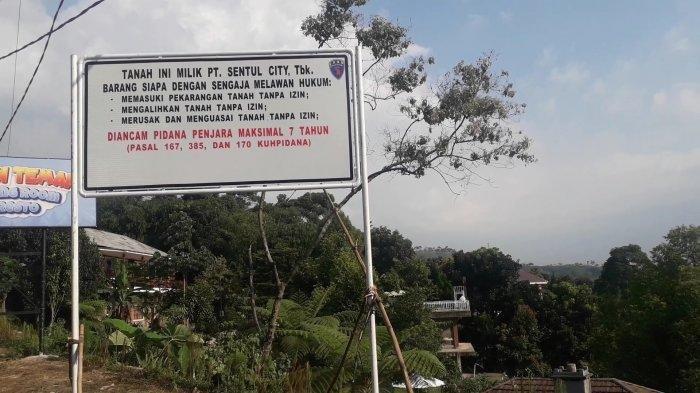 TANAH INI MILIK PT. SENTUL CITY, Tbk.
BARANG SIAPA DENGAN SENGAJA MELAWAN HUKUM:
- MEMASUKI PEKARANGAN TANAH TANPA IZIN;
- MENGALIHKAN TANAH TANPA IZIN;
- MERUSAK DAN MENGUASAI TANAH TANPA IZIN;
DIANCAM PIDANA PENJARA MAKSIMAL 7 TAHUN
(PASAL 167, 385, DAN 170 KUHPIDANA)